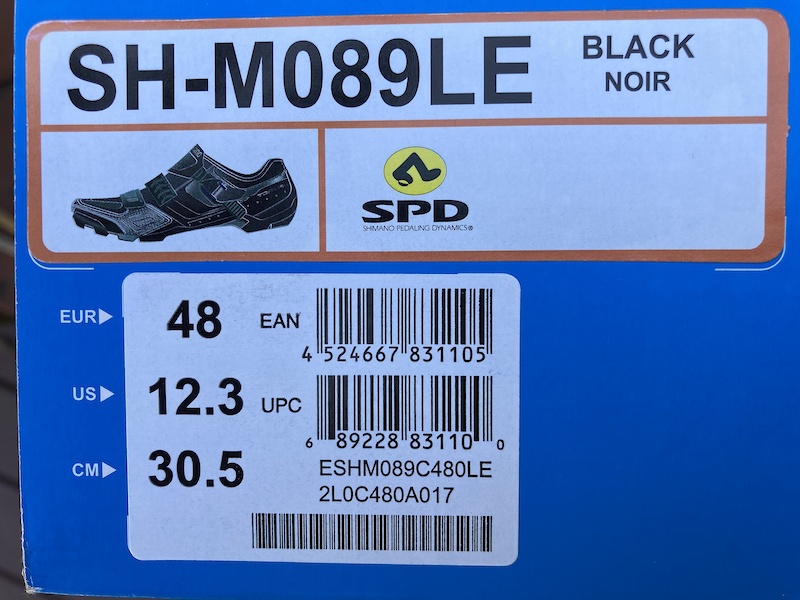 SH-M089LE
BLACK
NOIR
SPD
SHIMANO PEDALING DYNAMICS®
EUR 48
EAN
4 524667 831105
US 12.3
UPC
6 89228 83110 0
CM 30.5
ESHM089C480LE
2L0C480A017